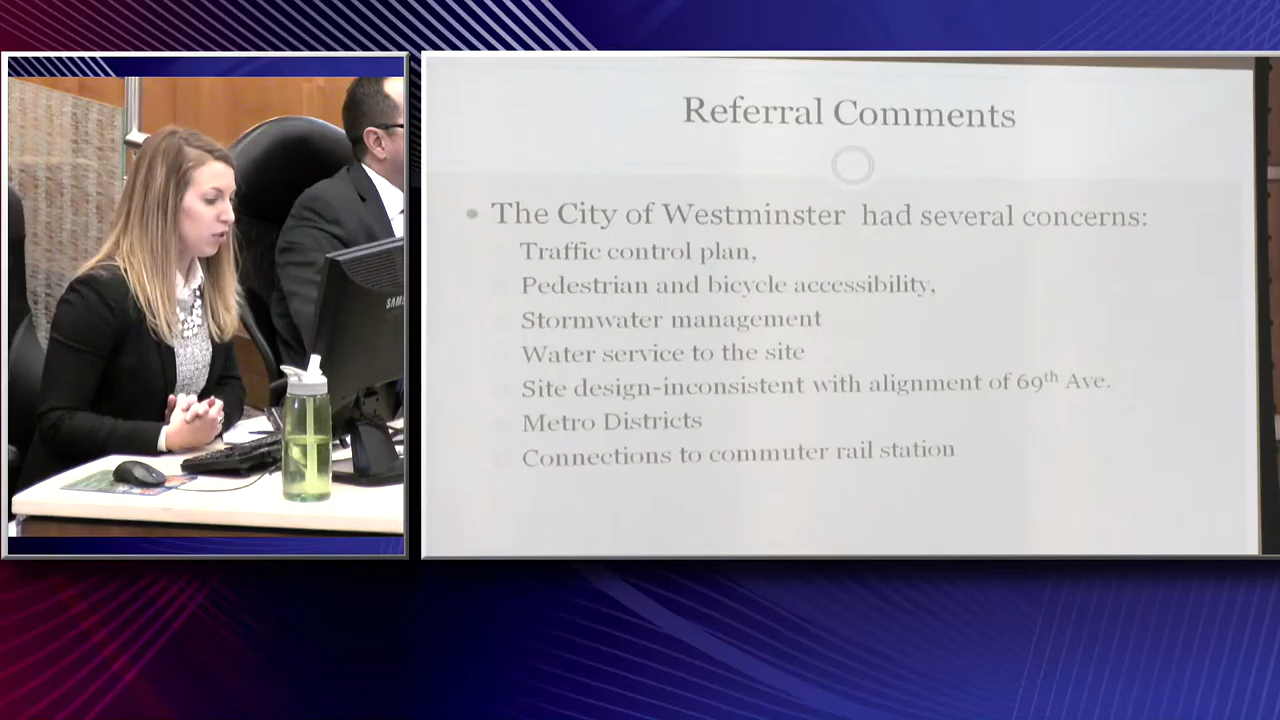 Referral Comments
• The City of Westminster had several concerns:
Traffic control plan,
Pedestrian and bicycle accessibility,
Stormwater management
Water service to the site
Site design-inconsistent with alignment of 69th Ave.
Metro Districts
Connections to commuter rail station
SAMS